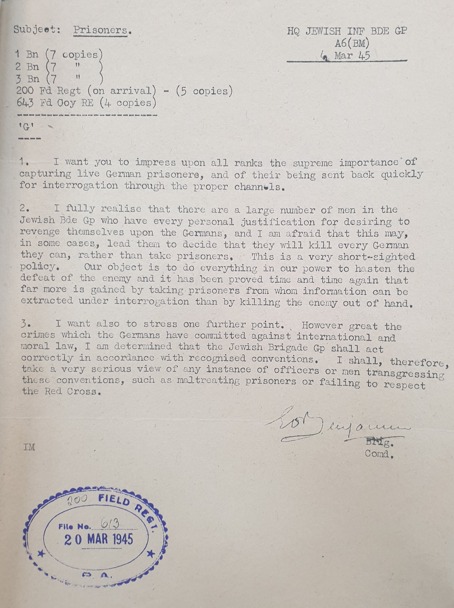 Subject: Prisoners.
HQ JEWISH INF BDE GP
A6(BM)
4 Mar 45
1 Bn (7 copies)
2 Bn (7 " )
3 Bn (7 " )
200 Fd Regt (on arrival) - (5 copies)
643 Fd Coy RE (4 copies)
'G'
1. I want you to impress upon all ranks the supreme importance of
capturing live German prisoners, and of their being sent back quickly
for interrogation through the proper channels.
2. I fully realise that there are a large number of men in the
Jewish Bde Gp who have every personal justification for desiring to
revenge themselves upon the Germans, and I am afraid that this may,
in some cases, lead them to decide that they will kill every German
they can, rather than take prisoners. This is a very short-sighted
policy. Our object is to do everything in our power to hasten the
defeat of the enemy and it has been proved time and time again that
far more is gained by taking prisoners from whom information can be
extracted under interrogation than by killing the enemy out of hand.
3. I want also to stress one further point. However great the
crimes which the Germans have committed against international and
moral law, I am determined that the Jewish Brigade Gp shall act
correctly in accordance with recognised conventions. I shall, therefore,
take a very serious view of any instance of officers or men transgressing
these conventions, such as maltreating prisoners or failing to respect
the Red Cross.
Benjamin
Brig.
Comd.
IM
200 FIELD REGT.
File No. 613
20 MAR 1945
R.A.